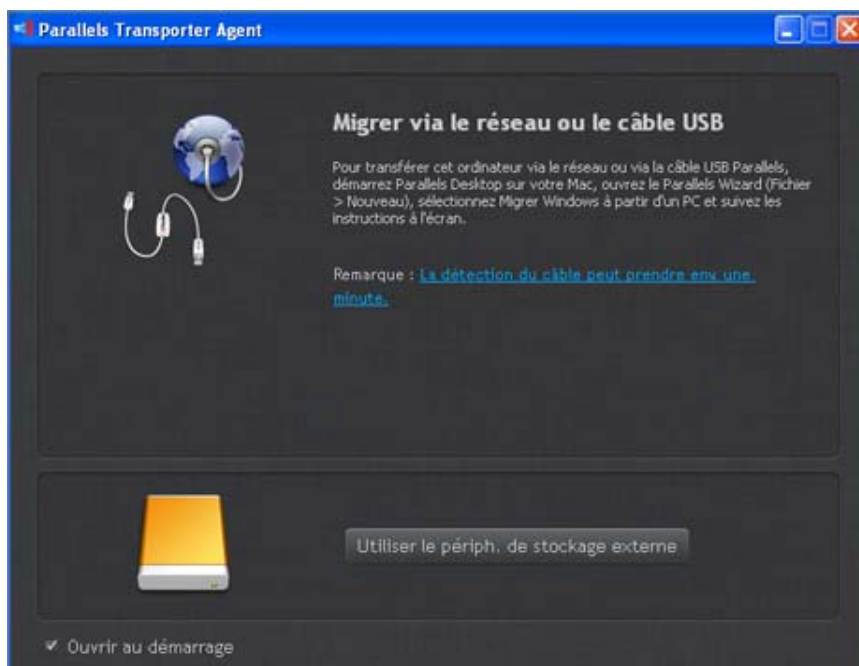 Parallels Transporter Agent
Migrer via le réseau ou le câble USB
Pour transférer cet ordinateur via le réseau ou via la câble USB Parallels,
démarrez Parallels Desktop sur votre Mac, ouvrez le Parallels Wizard (Fichier
> Nouveau), sélectionnez Migrer Windows à partir d'un PC et suivez les
instructions à l'écran.
Remarque : La détection du câble peut prendre env. une
minute.
Utiliser le périph. de stockage externe
Ouvrir au démarrage